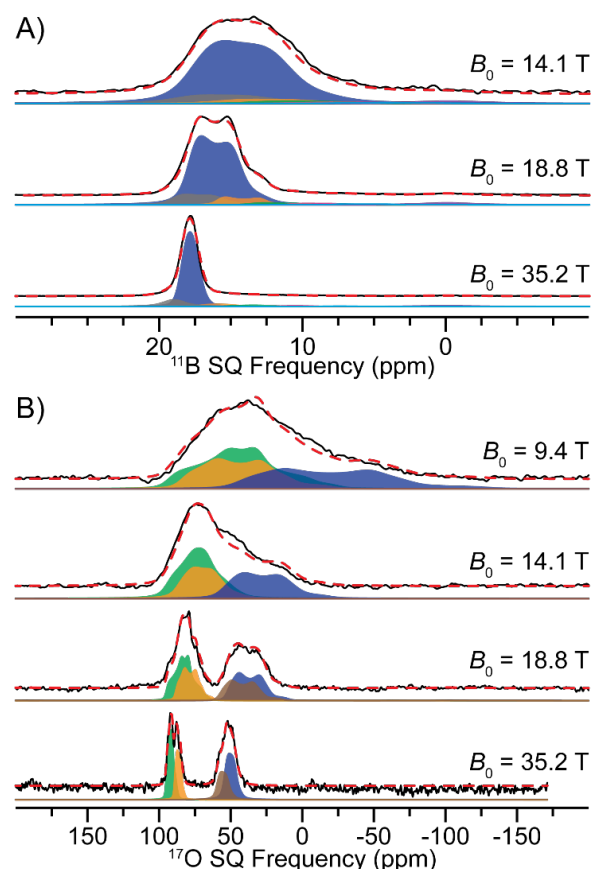 A)
B₀ = 14.1 T
B₀ = 18.8 T
B₀ = 35.2 T
20 10 0
¹¹B SQ Frequency (ppm)
B)
B₀ = 9.4 T
B₀ = 14.1 T
B₀ = 18.8 T
B₀ = 35.2 T
150 100 50 0 -50 -100 -150
¹⁷O SQ Frequency (ppm)